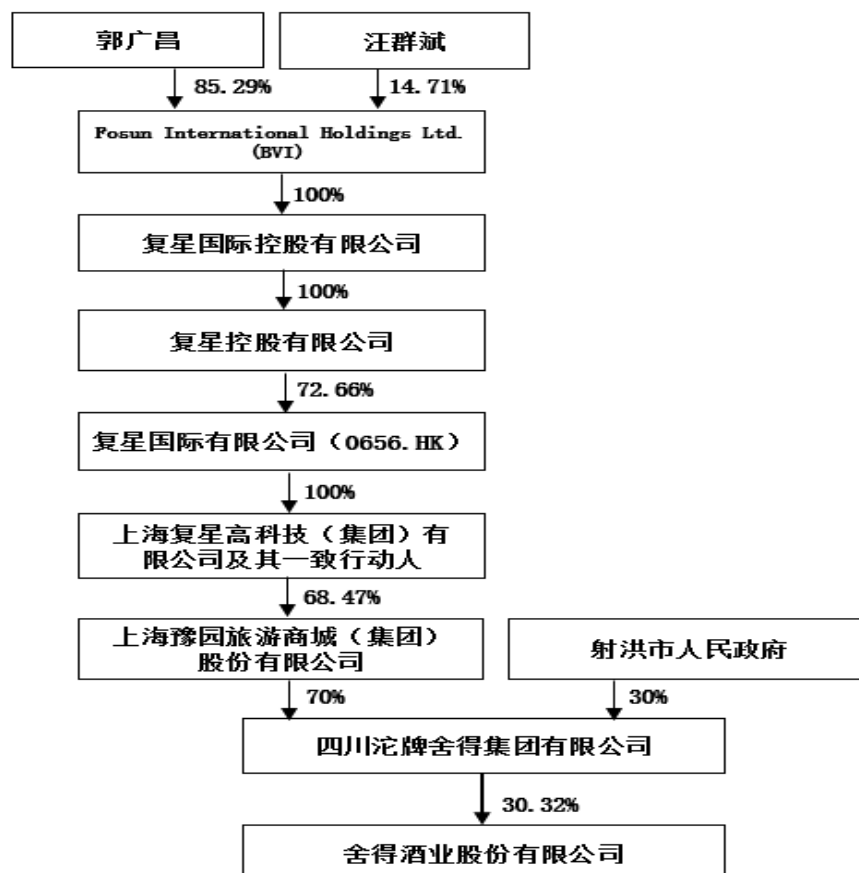 郭广昌
汪群斌
85.29%
14.71%
Fosun International Holdings Ltd.
(BVI)
100%
复星国际控股有限公司
100%
复星控股有限公司
72.66%
复星国际有限公司（0656.HK）
100%
上海复星高科技（集团）有
限公司及其一致行动人
68.47%
上海豫园旅游商城（集团）
股份有限公司
射洪市人民政府
70%
30%
四川沱牌舍得集团有限公司
30.32%
舍得酒业股份有限公司